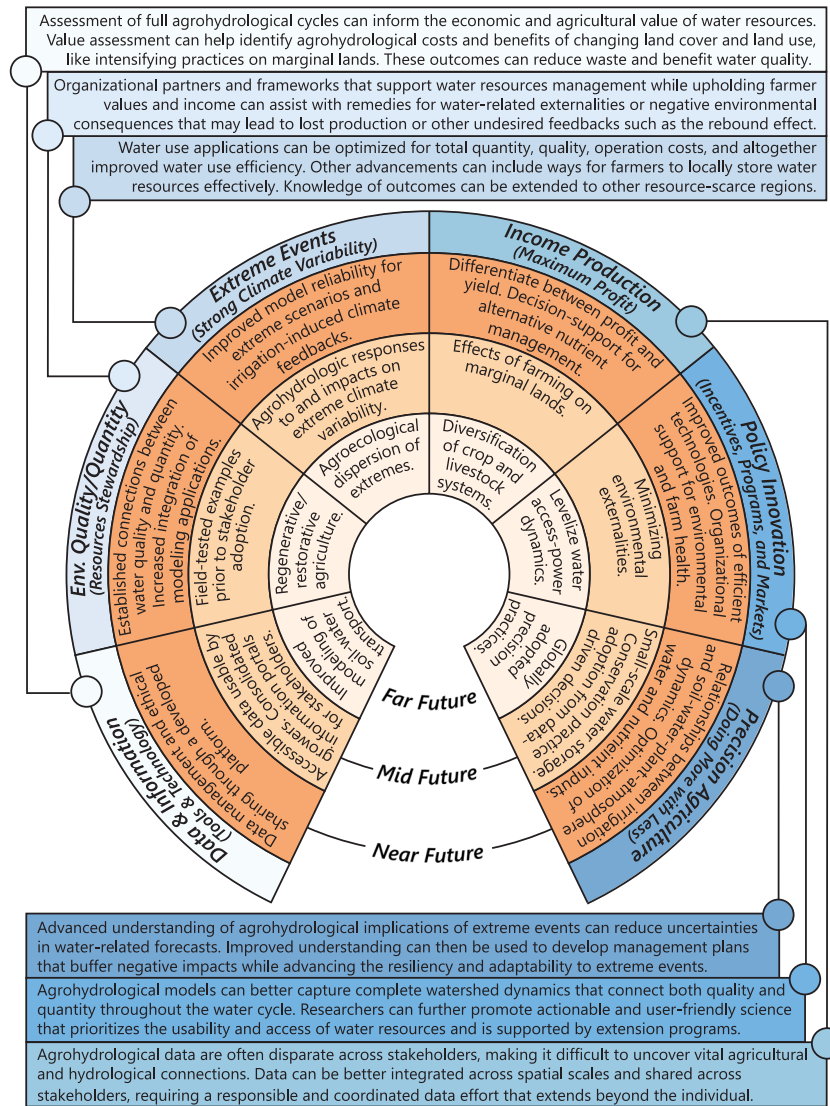 Assessment of full agrohydrological cycles can inform the economic and agricultural value of water resources.
Value assessment can help identify agrohydrological costs and benefits of changing land cover and land use,
like intensifying practices on marginal lands. These outcomes can reduce waste and benefit water quality.
Organizational partners and frameworks that support water resources management while upholding farmer
values and income can assist with remedies for water-related externalities or negative environmental
consequences that may lead to lost production or other undesired feedbacks such as the rebound effect.
Water use applications can be optimized for total quantity, quality, operation costs, and altogether
improved water use efficiency. Other advancements can include ways for farmers to locally store water
resources effectively. Knowledge of outcomes can be extended to other resource-scarce regions.
Data & Information
(Tools & Technology)
Data management and ethical
sharing through a developed
platform.
Accessible data usable by
growers. Consolidated
information portals
for stakeholders.
Improved
modeling of
soil-water
transport.
Env. Quality/Quantity
(Resources Stewardship)
Established connections between
water quality and quantity.
Increased integration of
modeling applications.
Field-tested examples
prior to stakeholder
adoption.
Regenerative/
restorative
agriculture.
Extreme Events
(Strong Climate Variability)
Improved model reliability for
extreme scenarios and
irrigation-induced climate
feedbacks.
Agrohydrologic responses
to and impacts on
extreme climate
variability.
Agroecological
dispersion of
extremes.
Income Production
(Maximum Profit)
Differentiate between profit and
yield. Decision-support for
alternative nutrient
management.
Effects of farming on
marginal lands.
Diversification
of crop and
livestock
systems.
Policy Innovation
(Incentives, Programs, and Markets)
Improved outcomes of efficient
technologies. Organizational
support for environmental
and farm health.
Minimizing
environmental
externalities.
Levelize water
access-power
dynamics.
Precision Agriculture
(Doing More with Less)
Relationships between irrigation
and soil-water-plant-atmosphere
dynamics. Optimization of
water and nutrient inputs.
Small-scale water storage.
Conservation practice
adoption from data-
driven decisions.
Globally
adopted
precision
practices.
Far Future
Mid Future
Near Future
Advanced understanding of agrohydrological implications of extreme events can reduce uncertainties
in water-related forecasts. Improved understanding can then be used to develop management plans
that buffer negative impacts while advancing the resiliency and adaptability to extreme events.
Agrohydrological models can better capture complete watershed dynamics that connect both quality and
quantity throughout the water cycle. Researchers can further promote actionable and user-friendly science
that prioritizes the usability and access of water resources and is supported by extension programs.
Agrohydrological data are often disparate across stakeholders, making it difficult to uncover vital agricultural
and hydrological connections. Data can be better integrated across spatial scales and shared across
stakeholders, requiring a responsible and coordinated data effort that extends beyond the individual.